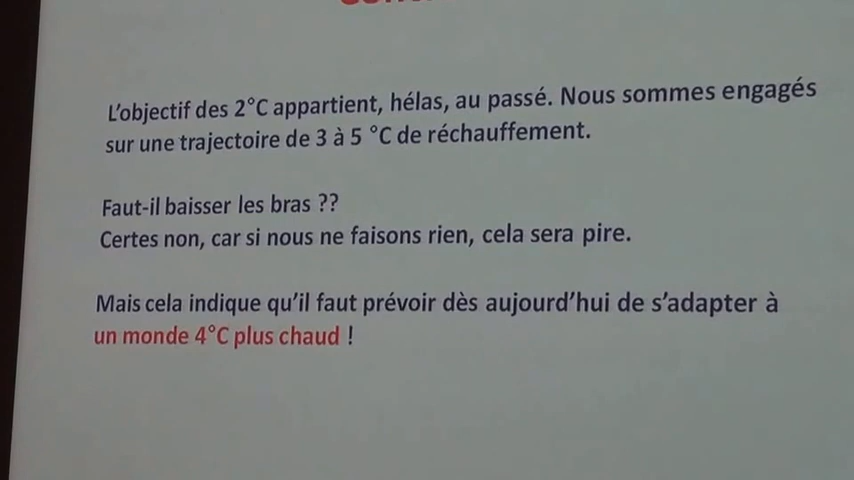 L'objectif des 2°C appartient, hélas, au passé. Nous sommes engagés
sur une trajectoire de 3 à 5 °C de réchauffement.
Faut-il baisser les bras ??
Certes non, car si nous ne faisons rien, cela sera pire.
Mais cela indique qu'il faut prévoir dès aujourd'hui de s'adapter à
un monde 4°C plus chaud !